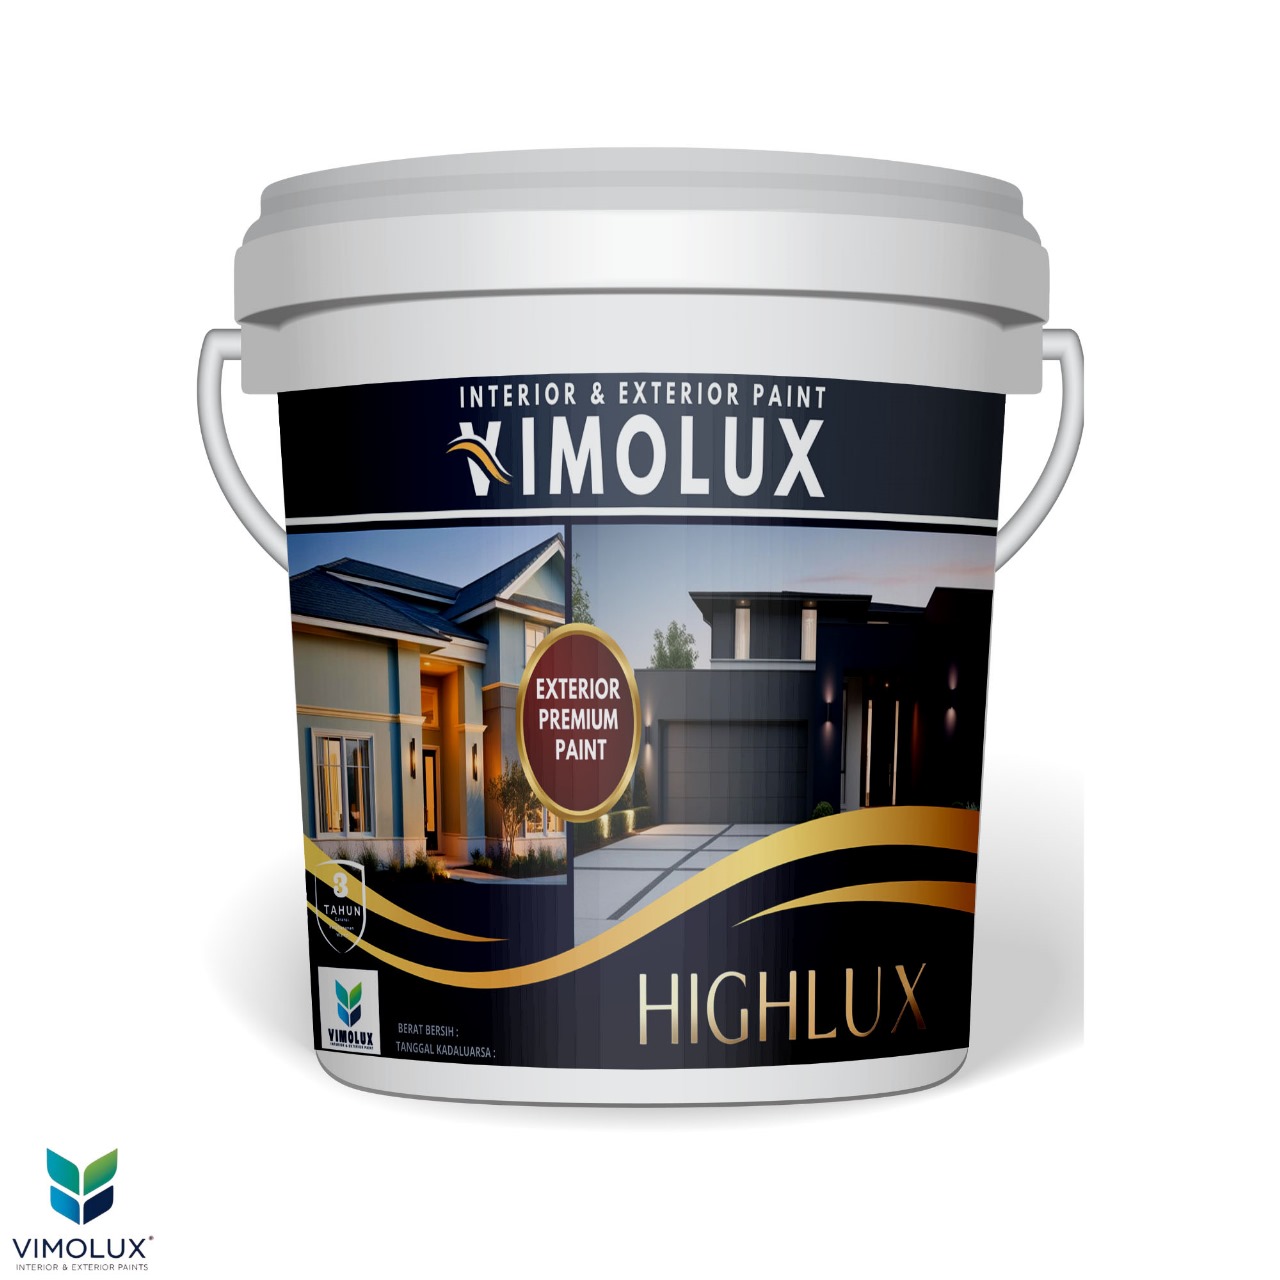 INTERIOR & EXTERIOR PAINT
VIMOLUX
EXTERIOR
PREMIUM
PAINT
3
TAHUN
HIGHLUX
VIMOLUX
INTERIOR & EXTERIOR PAINT
BERAT BERSIH :
TANGGAL KADALUARSA :
VIMOLUX®
INTERIOR & EXTERIOR PAINTS